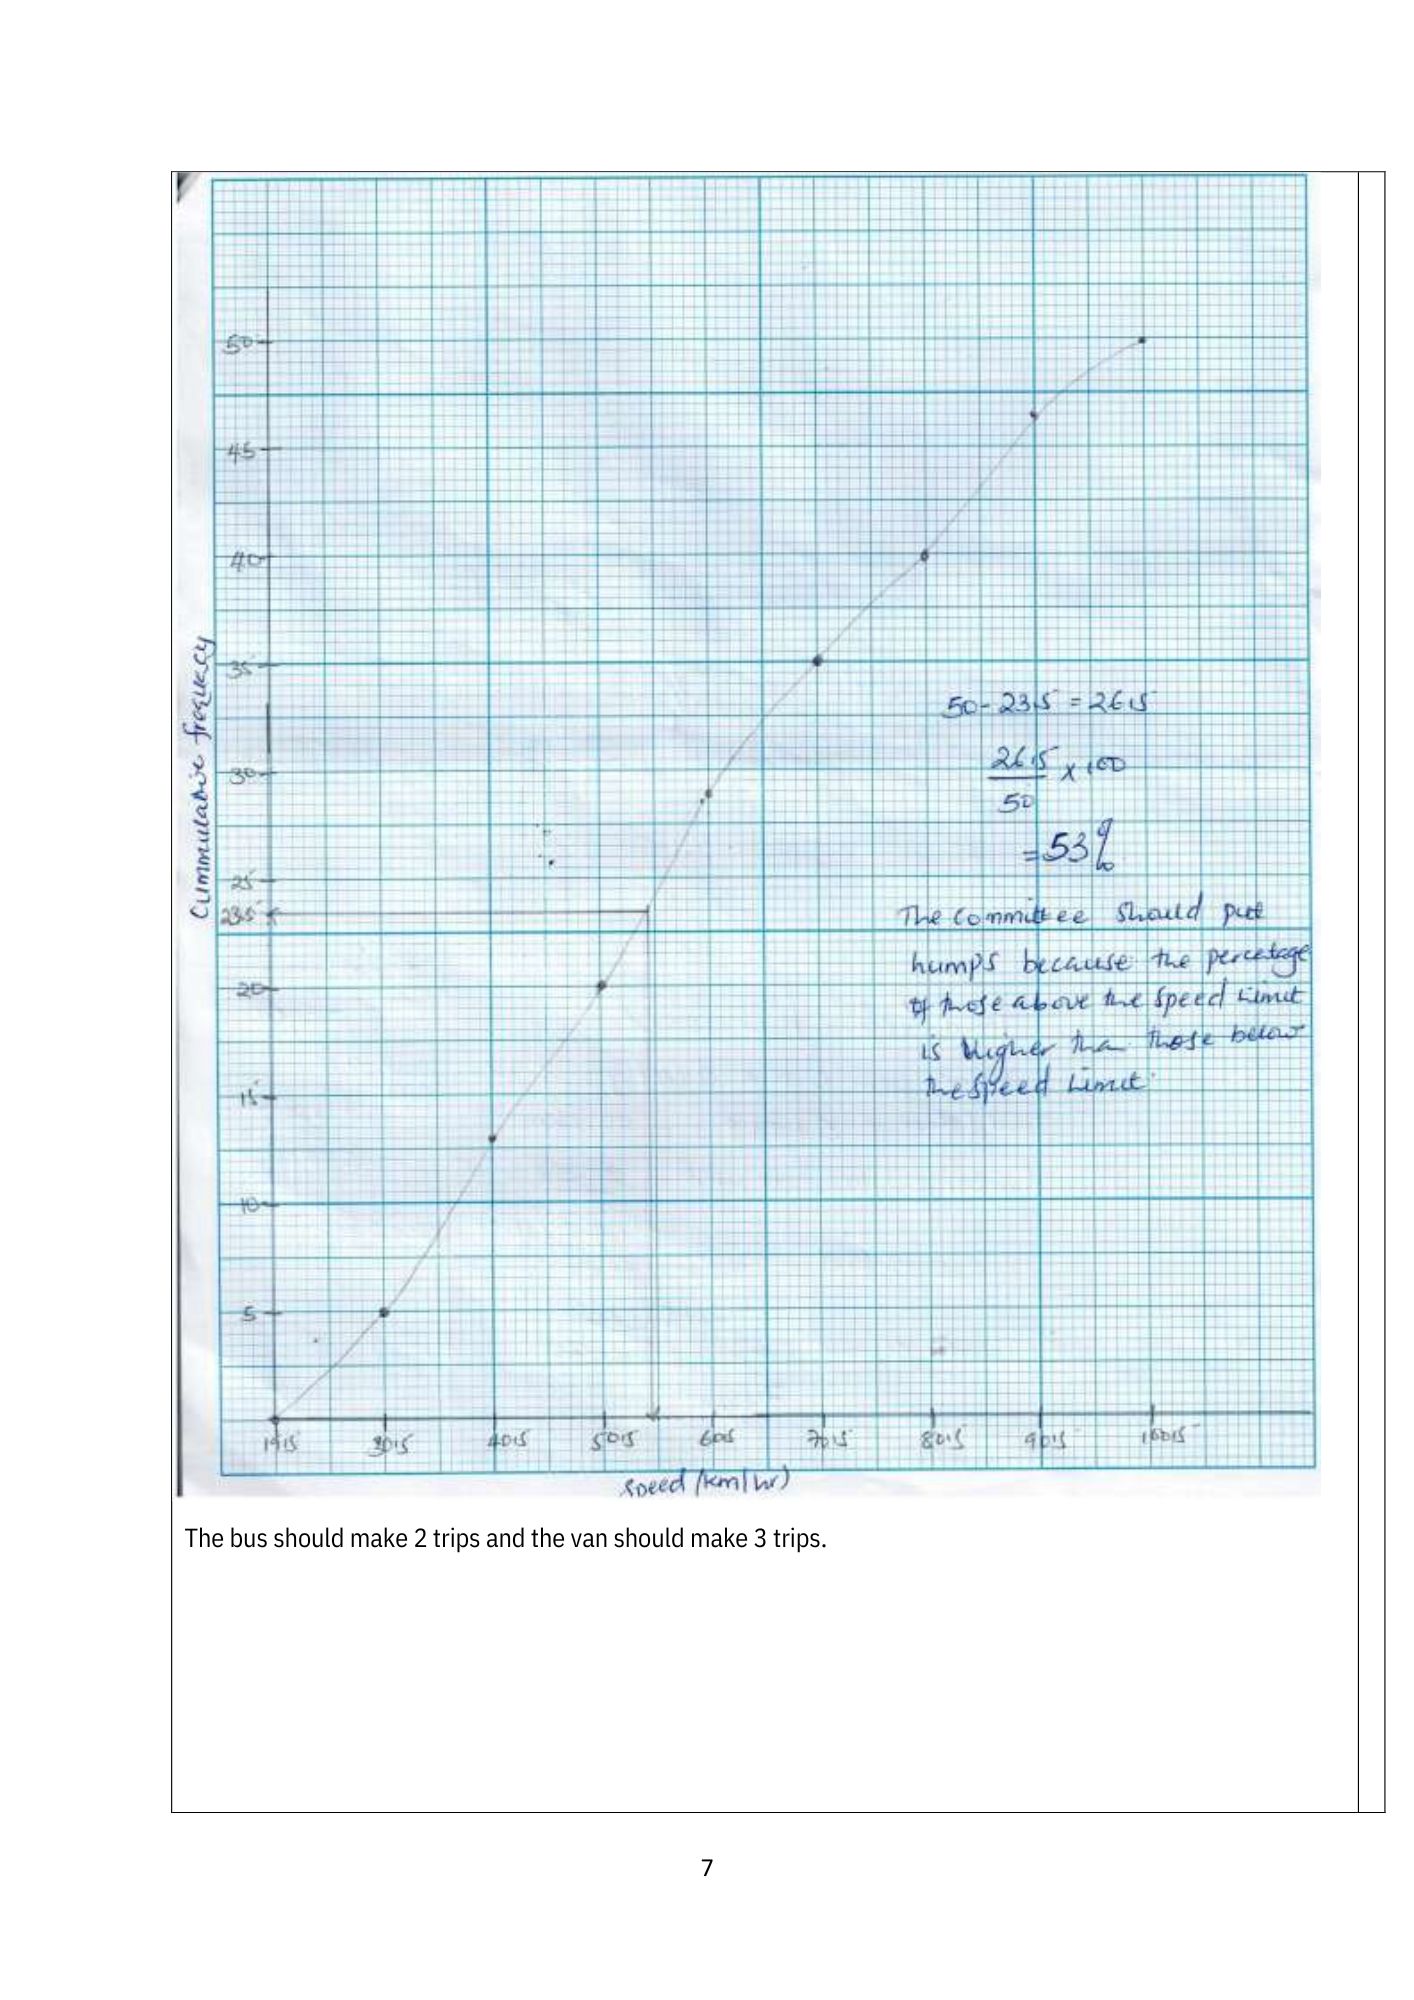 50
45
40
35
30
25
23.5
20
15
10
5
Cummulative frequecy
50 - 23.5 = 26.5
26.5 x 100
50
= 53%
The committee should put
humps because the percetage
of those above the speed limit
is higher than those below
the speed limit.
19.5 30.5 40.5 50.5 60.5 70.5 80.5 90.5 100.5
speed (km/hr)
The bus should make 2 trips and the van should make 3 trips.
7